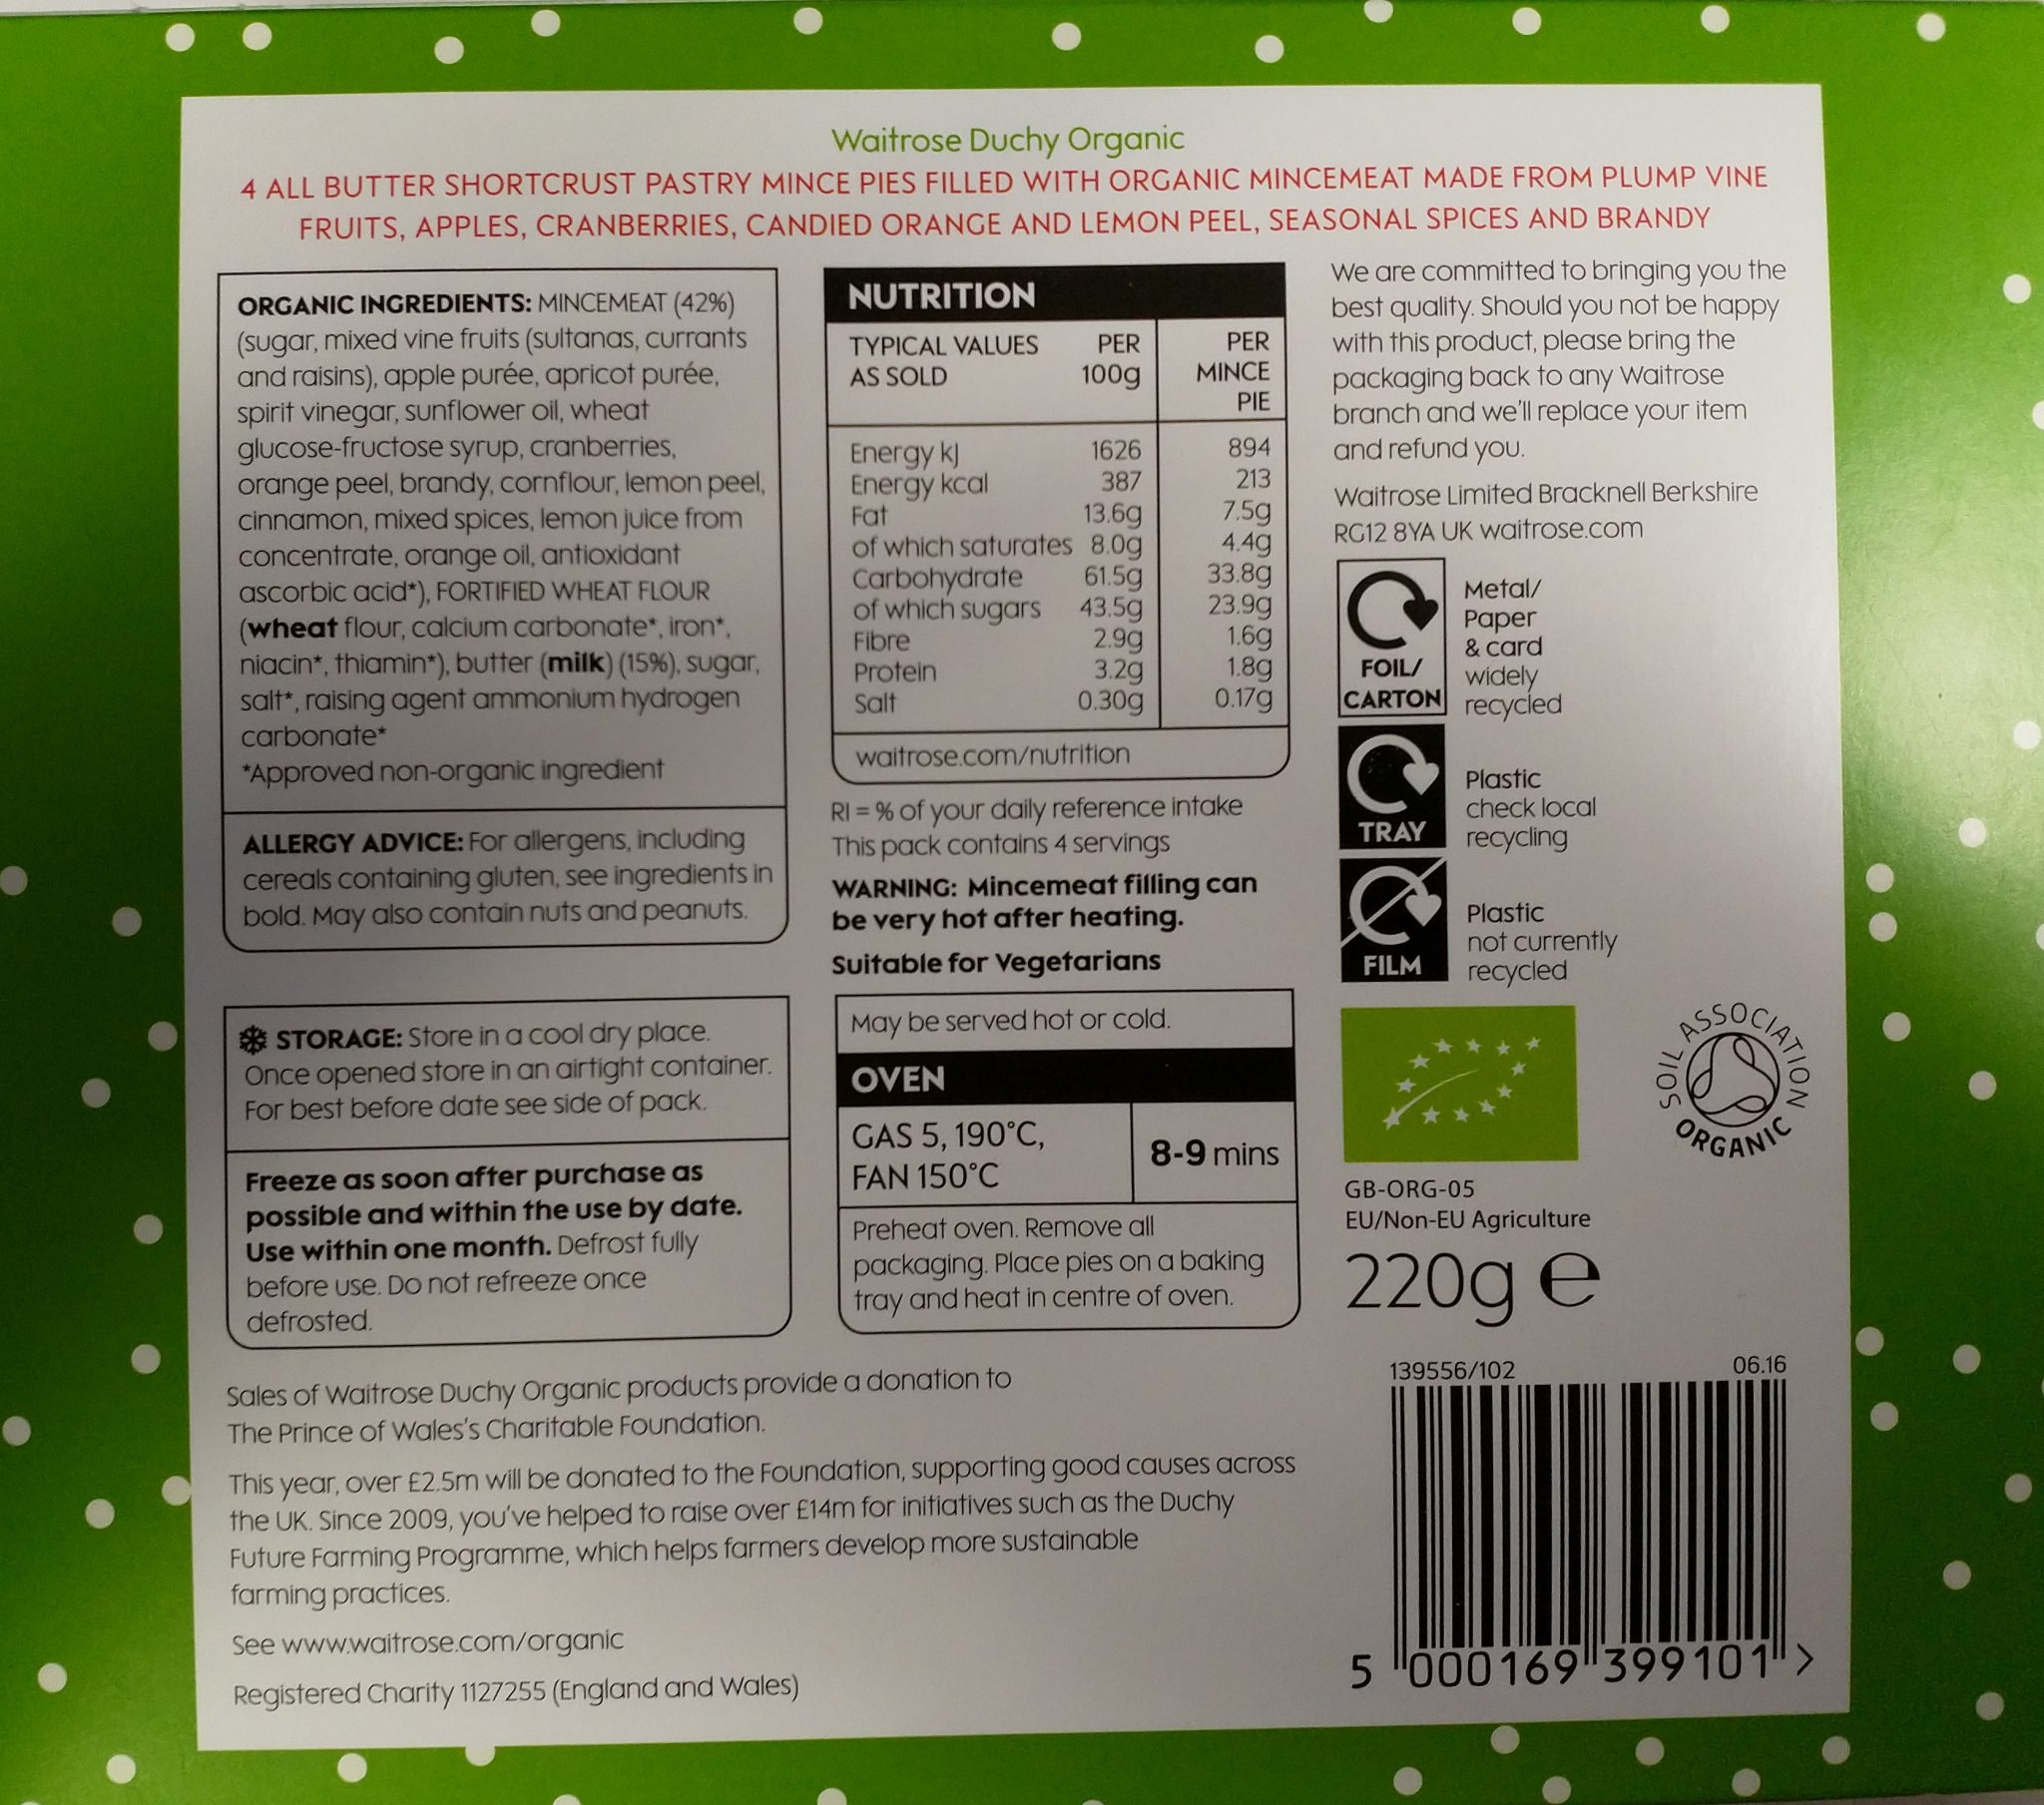 Waitrose Duchy Organic
4 ALL BUTTER SHORTCRUST PASTRY MINCE PIES FILLED WITH ORGANIC MINCEMEAT MADE FROM PLUMP VINE
FRUITS, APPLES, CRANBERRIES, CANDIED ORANGE AND LEMON PEEL, SEASONAL SPICES AND BRANDY
ORGANIC INGREDIENTS: MINCEMEAT (42%)
(sugar, mixed vine fruits (sultanas, currants
and raisins), apple purée, apricot purée,
spirit vinegar, sunflower oil, wheat
glucose-fructose syrup, cranberries,
orange peel, brandy, cornflour, lemon peel,
cinnamon, mixed spices, lemon juice from
concentrate, orange oil, antioxidant
ascorbic acid*), FORTIFIED WHEAT FLOUR
(wheat flour, calcium carbonate*, iron*,
niacin*, thiamin*), butter (milk) (15%), sugar,
salt*, raising agent ammonium hydrogen
carbonate*
*Approved non-organic ingredient
ALLERGY ADVICE: For allergens, including
cereals containing gluten, see ingredients in
bold. May also contain nuts and peanuts.
STORAGE: Store in a cool dry place.
Once opened store in an airtight container.
For best before date see side of pack.
Freeze as soon after purchase as
possible and within the use by date.
Use within one month. Defrost fully
before use. Do not refreeze once
defrosted.
NUTRITION
TYPICAL VALUES PER PER
AS SOLD 100g MINCE
PIE
Energy kJ 1626 894
Energy kcal 387 213
Fat 13.6g 7.5g
of which saturates 8.0g 4.4g
Carbohydrate 61.5g 33.8g
of which sugars 43.5g 23.9g
Fibre 2.9g 1.6g
Protein 3.2g 1.8g
Salt 0.30g 0.17g
waitrose.com/nutrition
RI = % of your daily reference intake
This pack contains 4 servings
WARNING: Mincemeat filling can
be very hot after heating.
Suitable for Vegetarians
May be served hot or cold.
OVEN
GAS 5, 190°C,
FAN 150°C
8-9 mins
Preheat oven. Remove all
packaging. Place pies on a baking
tray and heat in centre of oven.
We are committed to bringing you the
best quality. Should you not be happy
with this product, please bring the
packaging back to any Waitrose
branch and we'll replace your item
and refund you.
Waitrose Limited Bracknell Berkshire
RG12 8YA UK waitrose.com
FOIL/
CARTON
Metal/
Paper
& card
widely
recycled
TRAY
Plastic
check local
recycling
FILM
Plastic
not currently
recycled
SOIL ASSOCIATION
ORGANIC
GB-ORG-05
EU/Non-EU Agriculture
220g e
Sales of Waitrose Duchy Organic products provide a donation to
The Prince of Wales's Charitable Foundation.
This year, over £2.5m will be donated to the Foundation, supporting good causes across
the UK. Since 2009, you've helped to raise over £14m for initiatives such as the Duchy
Future Farming Programme, which helps farmers develop more sustainable
farming practices.
See www.waitrose.com/organic
Registered Charity 1127255 (England and Wales)
139556/102 06.16
5 000169 399101 >